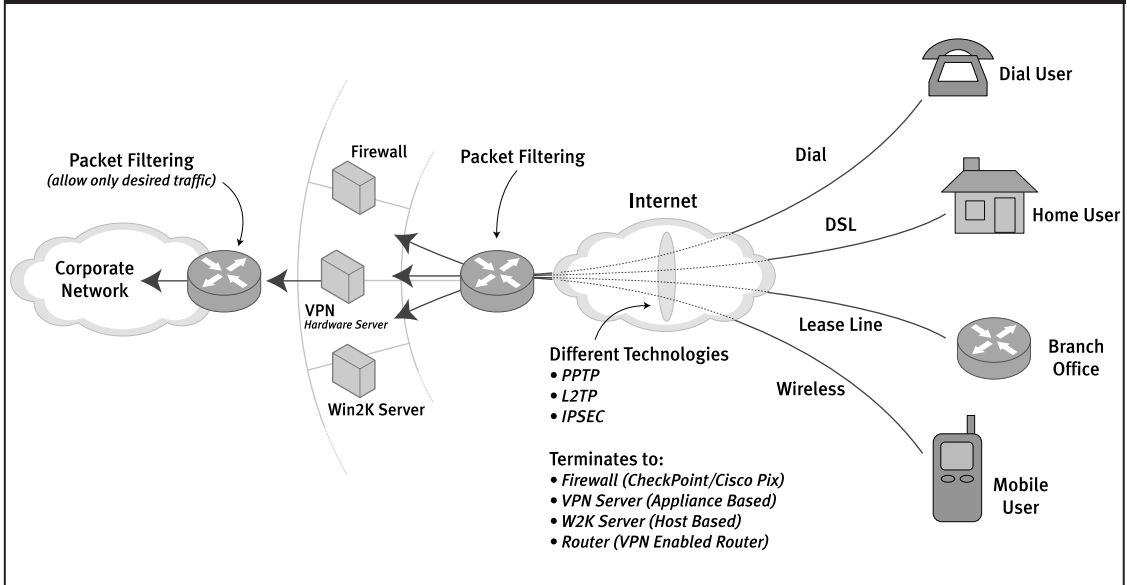 Dial User
Firewall
Packet Filtering
(allow only desired traffic)
Packet Filtering
Dial
Internet
DSL
Home User
Corporate
Network
VPN
Hardware Server
Lease Line
Branch
Office
Different Technologies
• PPTP
• L2TP
• IPSEC
Wireless
Win2K Server
Terminates to:
• Firewall (CheckPoint/Cisco Pix)
• VPN Server (Appliance Based)
• W2K Server (Host Based)
• Router (VPN Enabled Router)
Mobile
User